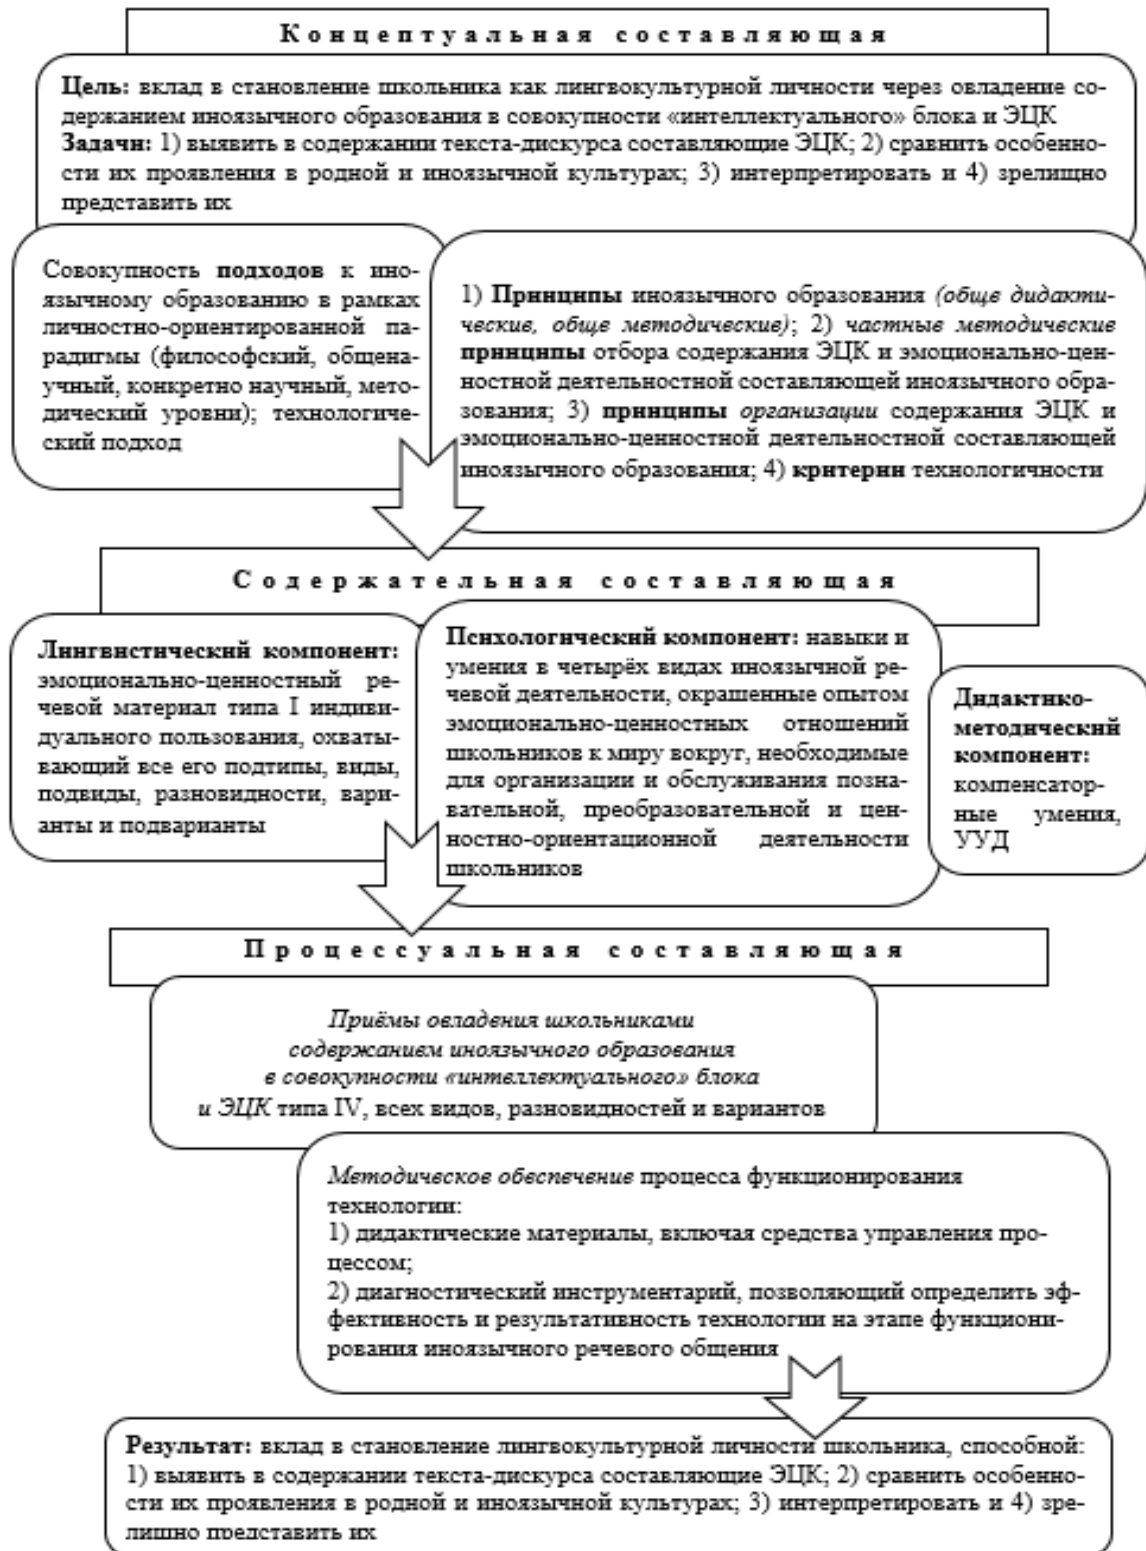 Концептуальная составляющая
Цель: вклад в становление школьника как лингвокультурной личности через овладение со-
держанием иноязычного образования в совокупности «интеллектуального» блока и ЭЦК
Задачи: 1) выявить в содержании текста-дискурса составляющие ЭЦК; 2) сравнить особенно-
сти их проявления в родной и иноязычной культурах; 3) интерпретировать и 4) зрелищно
представить их
Совокупность подходов к ино-
язычному образованию в рамках
личностно-ориентированной па-
радигмы (философский, общена-
учный, конкретно научный, мето-
дический уровни); технологиче-
ский подход
1) Принципы иноязычного образования (обще дидакти-
ческие, обще методические); 2) частные методические
принципы отбора содержания ЭЦК и эмоционально-цен-
ностной деятельностной составляющей иноязычного обра-
зования; 3) принципы организации содержания ЭЦК и
эмоционально-ценностной деятельностной составляющей
иноязычного образования; 4) критерии технологичности
Содержательная составляющая
Лингвистический компонент:
эмоционально-ценностный ре-
чевой материал типа I индиви-
дуального пользования, охваты-
вающий все его подтипы, виды,
подвиды, разновидности, вари-
анты и подварианты
Психологический компонент: навыки и
умения в четырёх видах иноязычной ре-
чевой деятельности, окрашенные опытом
эмоционально-ценностных отношений
школьников к миру вокруг, необходимые
для организации и обслуживания позна-
вательной, преобразовательной и цен-
ностно-ориентационной деятельности
школьников
Дидактико-
методический
компонент:
компенсатор-
ные умения,
УУД
Процессуальная составляющая
Приёмы овладения школьниками
содержанием иноязычного образования
в совокупности «интеллектуального» блока
и ЭЦК типа IV, всех видов, разновидностей и вариантов
Методическое обеспечение процесса функционирования
технологии:
1) дидактические материалы, включая средства управления про-
цессом;
2) диагностический инструментарий, позволяющий определить эф-
фективность и результативность технологии на этапе функциони-
рования иноязычного речевого общения
Результат: вклад в становление лингвокультурной личности школьника, способной:
1) выявить в содержании текста-дискурса составляющие ЭЦК; 2) сравнить особенно-
сти их проявления в родной и иноязычной культурах; 3) интерпретировать и 4) зре-
лищно представить их